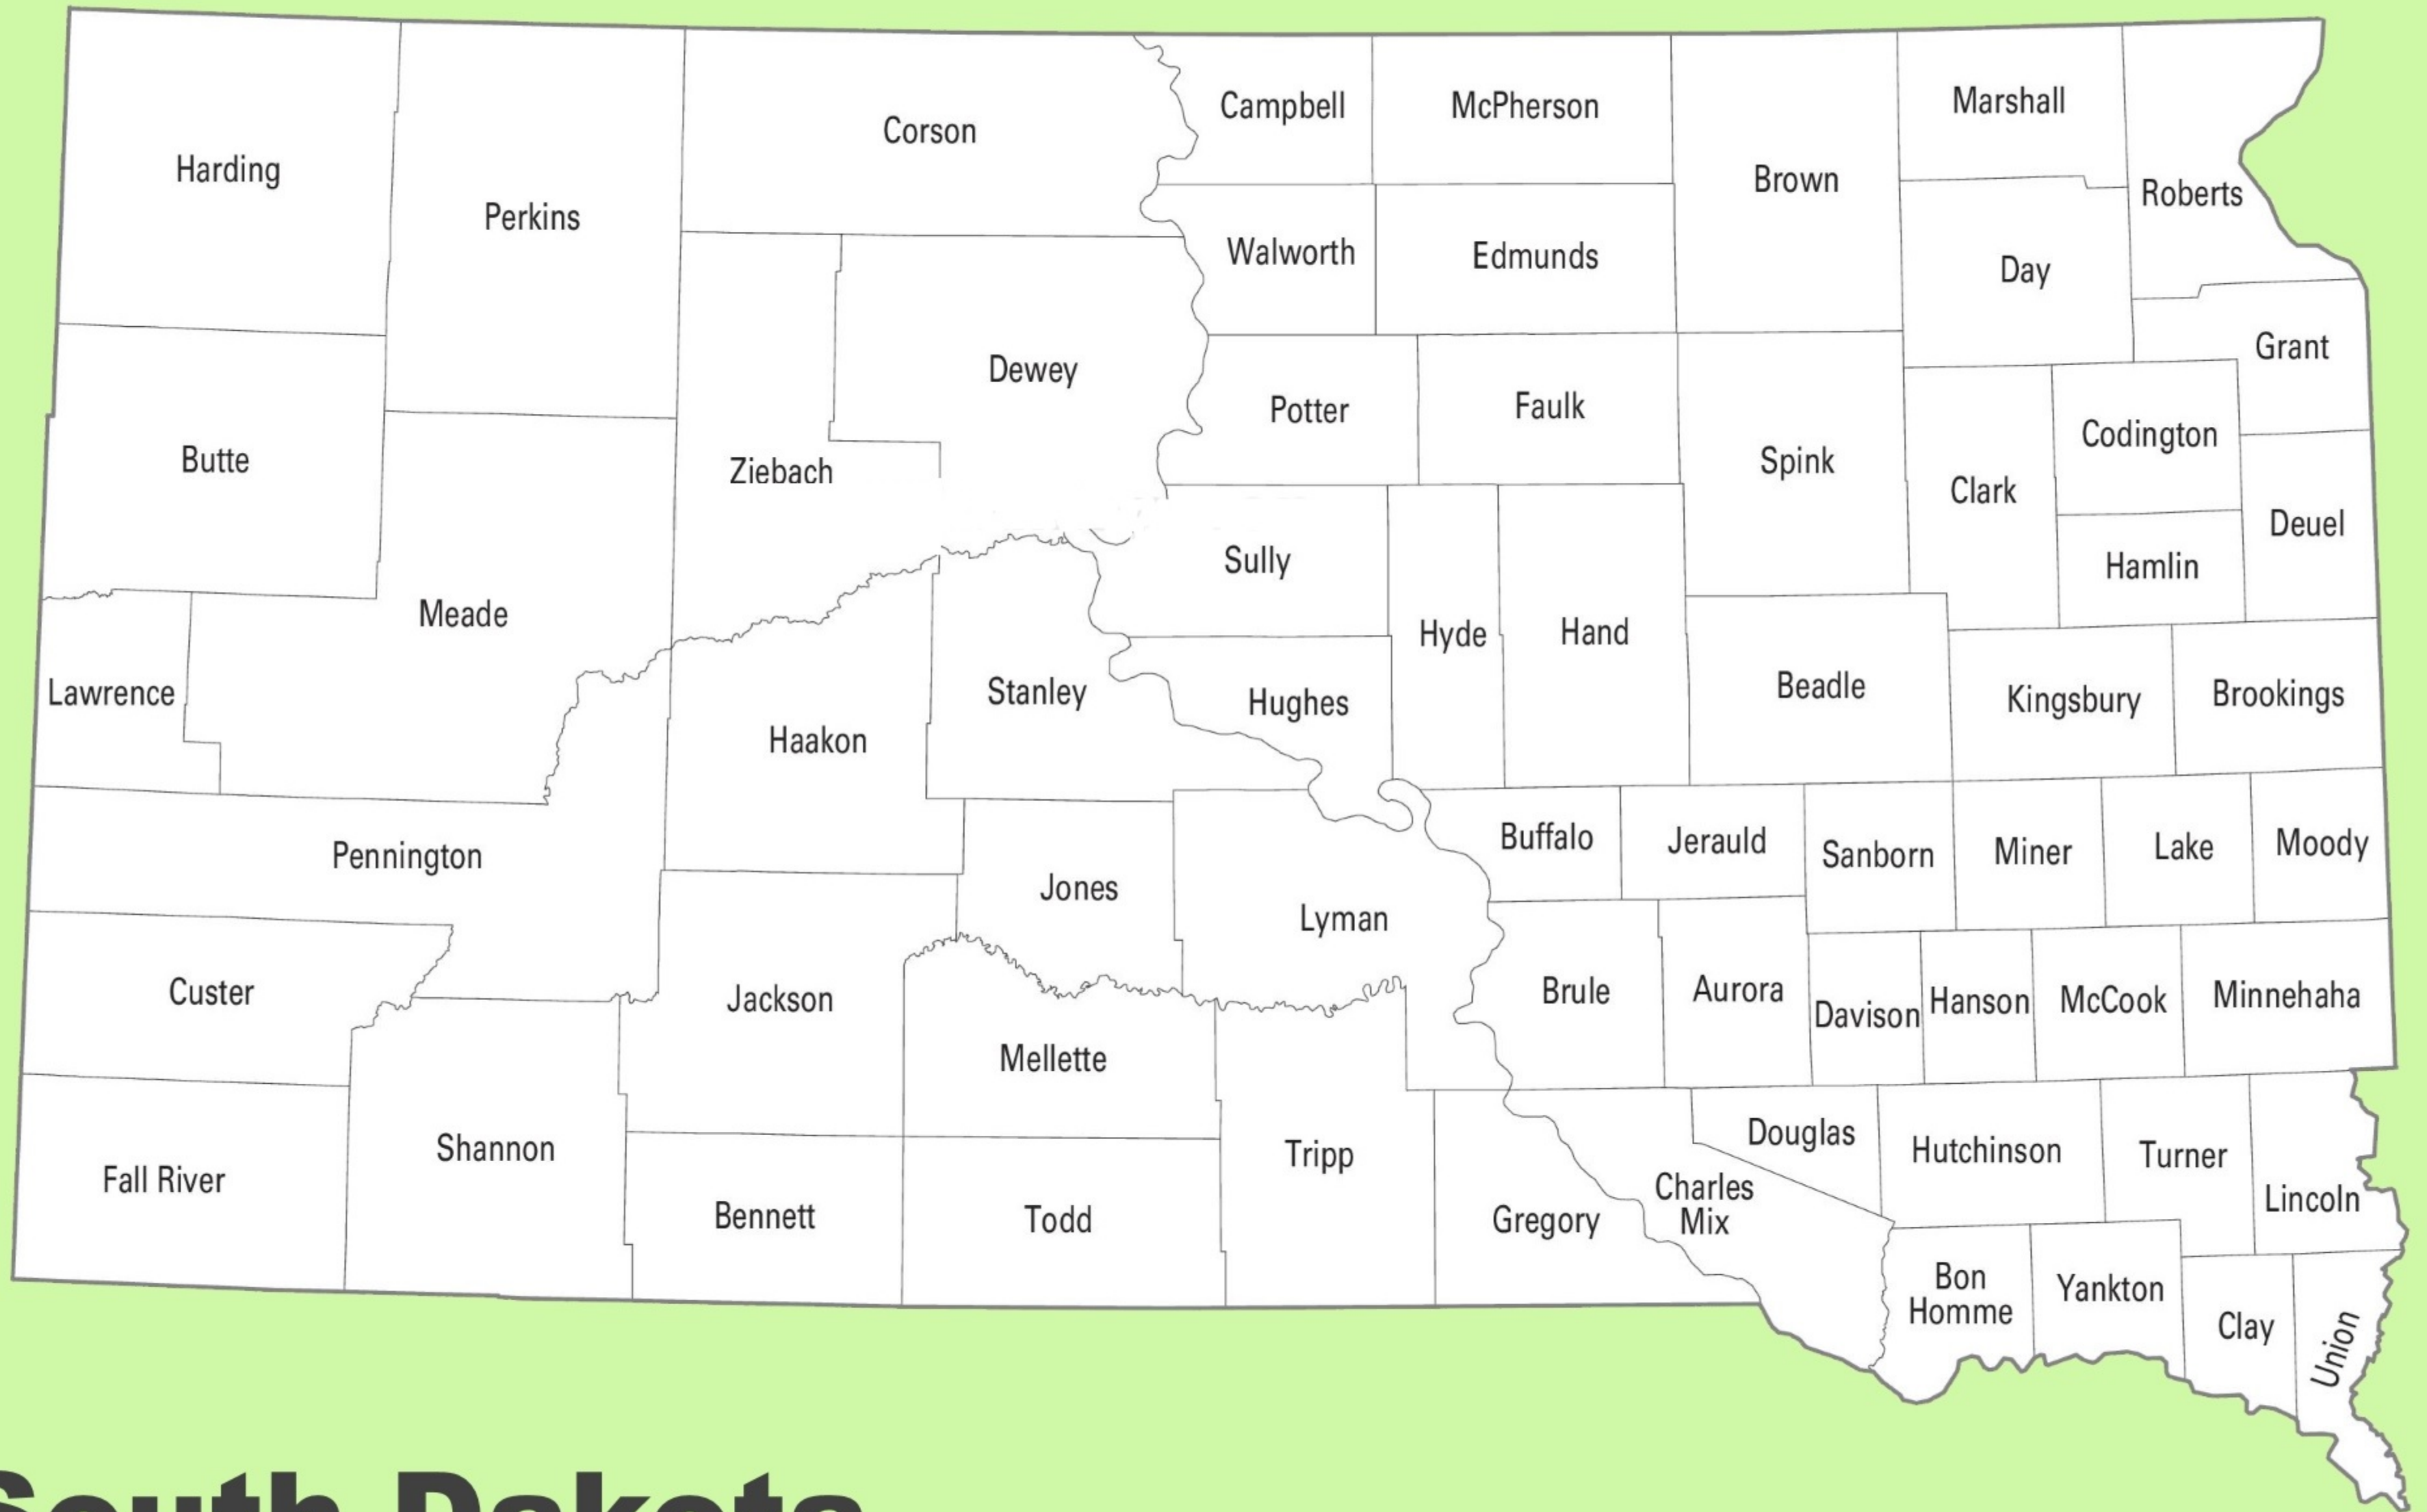 Harding
Perkins
Corson
Campbell
McPherson
Brown
Marshall
Roberts
Walworth
Edmunds
Day
Grant
Butte
Dewey
Potter
Faulk
Ziebach
Spink
Clark
Codington
Deuel
Hamlin
Meade
Sully
Hyde
Hand
Lawrence
Stanley
Hughes
Haakon
Beadle
Kingsbury
Brookings
Pennington
Jones
Lyman
Buffalo
Jerauld
Sanborn
Miner
Lake
Moody
Custer
Jackson
Brule
Aurora
Davison
Hanson
McCook
Minnehaha
Mellette
Fall River
Shannon
Bennett
Todd
Tripp
Gregory
Charles
Mix
Douglas
Hutchinson
Turner
Lincoln
Bon
Homme
Yankton
Clay
Union
South Dakota